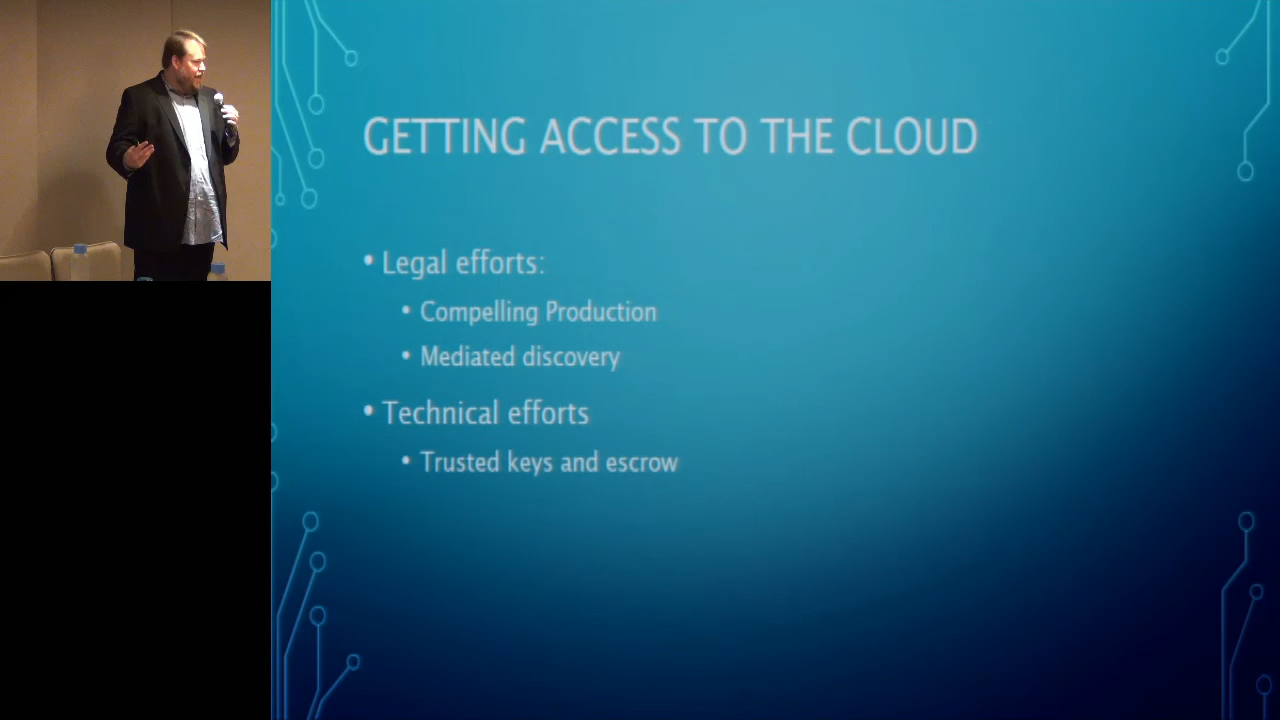 GETTING ACCESS TO THE CLOUD
• Legal efforts:
• Compelling Production
• Mediated discovery
• Technical efforts
• Trusted keys and escrow